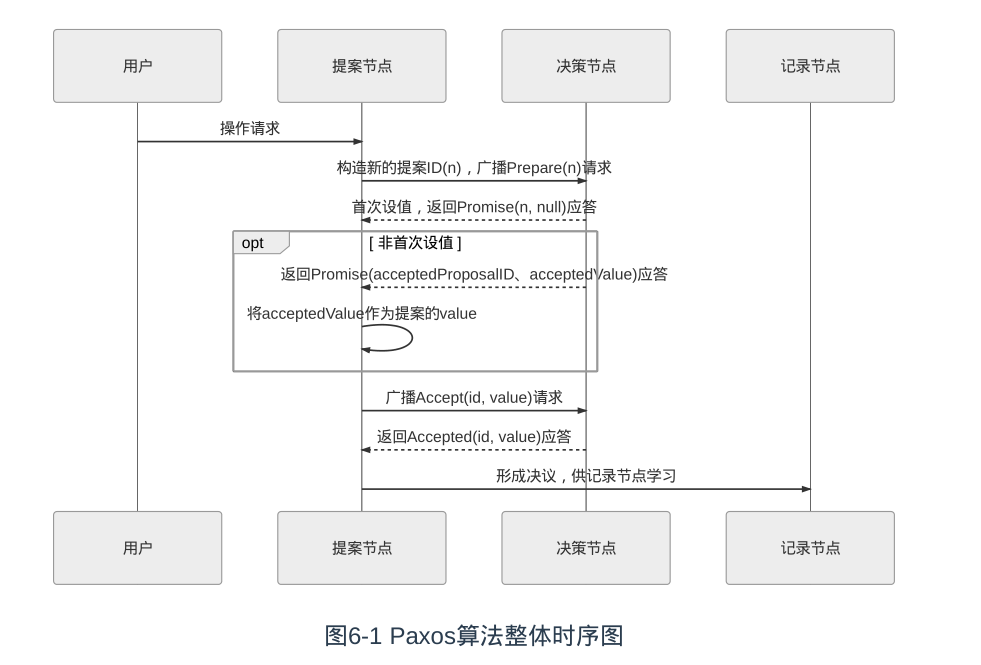 用户
提案节点
决策节点
记录节点
操作请求
构造新的提案ID(n)，广播Prepare(n)请求
首次设值，返回Promise(n, null)应答
opt
[ 非首次设值 ]
返回Promise(acceptedProposalID、acceptedValue)应答
将acceptedValue作为提案的value
广播Accept(id, value)请求
返回Accepted(id, value)应答
形成决议，供记录节点学习
用户
提案节点
决策节点
记录节点
图6-1 Paxos算法整体时序图